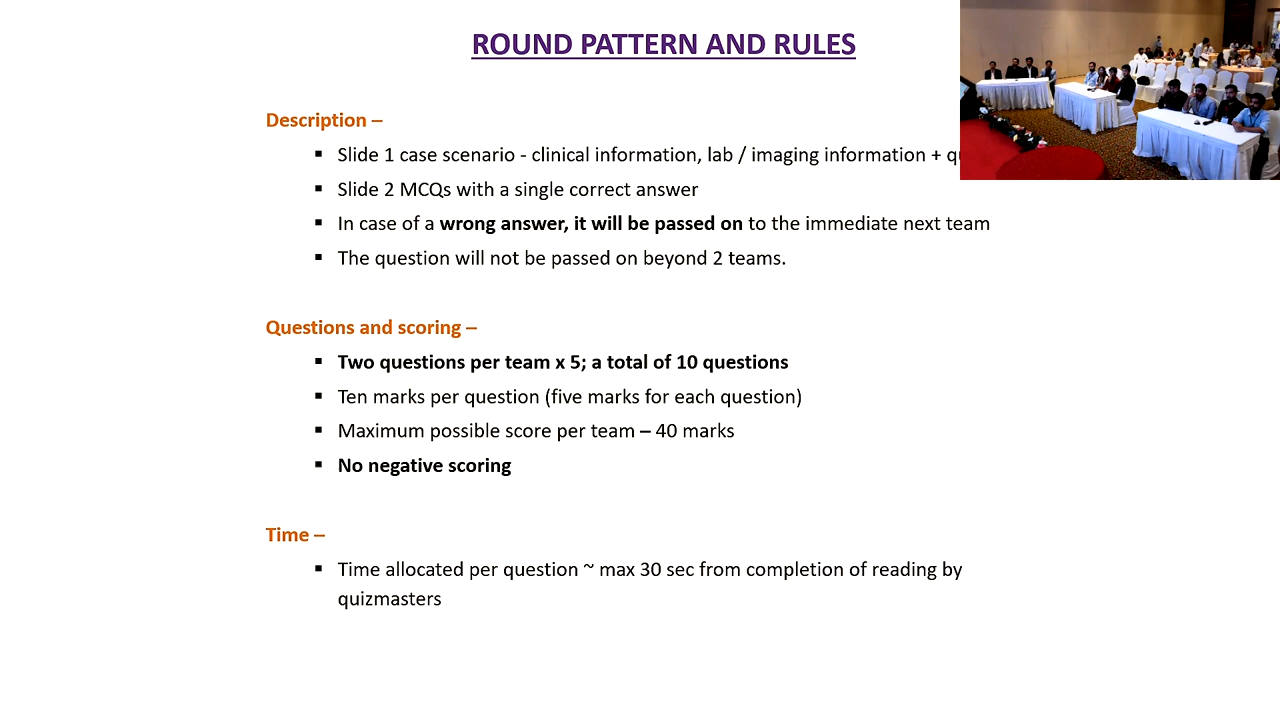 ROUND PATTERN AND RULES
Description –
▪ Slide 1 case scenario - clinical information, lab / imaging information +
▪ Slide 2 MCQs with a single correct answer
▪ In case of a wrong answer, it will be passed on to the immediate next team
▪ The question will not be passed on beyond 2 teams.
Questions and scoring –
▪ Two questions per team x 5; a total of 10 questions
▪ Ten marks per question (five marks for each question)
▪ Maximum possible score per team – 40 marks
▪ No negative scoring
Time –
▪ Time allocated per question ~ max 30 sec from completion of reading by
quizmasters